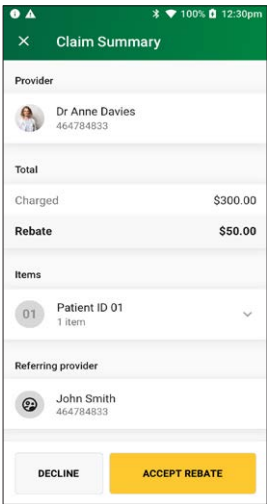 100% 12:30pm
Claim Summary
Provider
Dr Anne Davies
464784833
Total
Charged $300.00
Rebate $50.00
Items
01 Patient ID 01
1 item
Referring provider
John Smith
464784833
DECLINE ACCEPT REBATE